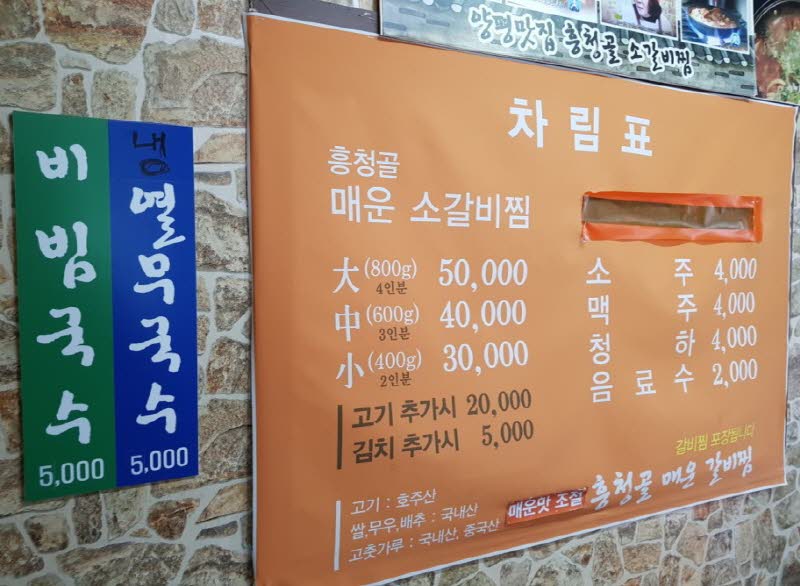 양평맛집 흥청골 소갈비찜
차림표
흥청골
매운 소갈비찜
大 (800g) 4인분 50,000
中 (600g) 3인분 40,000
小 (400g) 2인분 30,000
고기 추가시 20,000
김치 추가시 5,000
소주 4,000
맥주 4,000
청하 4,000
음료수 2,000
갈비찜 포장됩니다
매운맛 조절 흥청골 매운 갈비찜
고기 : 호주산
쌀,무우,배추 : 국내산
고춧가루 : 국내산, 중국산
비빔국수
5,000
냉열무국수
5,000